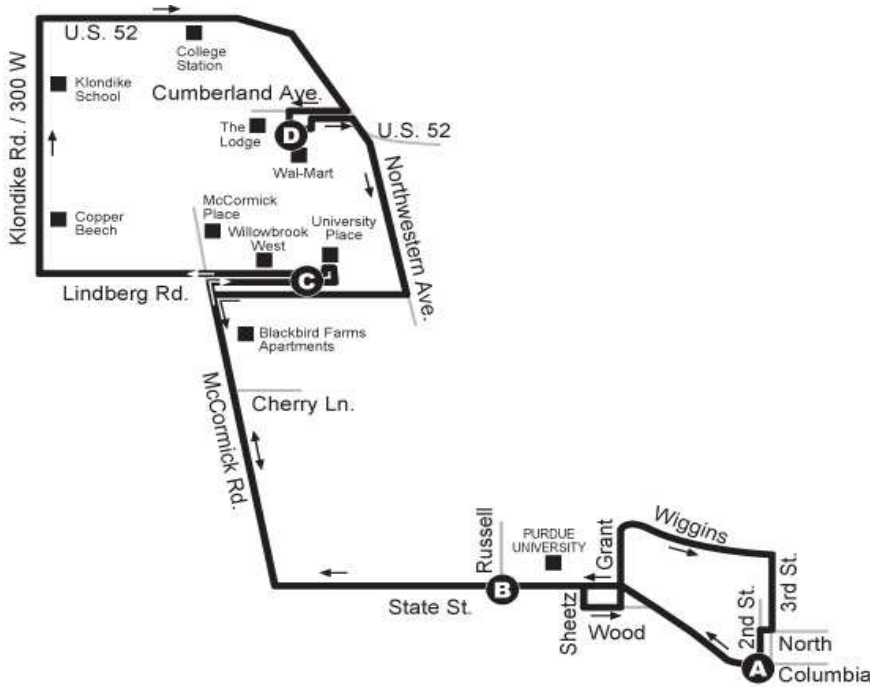 U.S. 52
College
Station
Klondike
School
Klondike Rd. / 300 W
Cumberland Ave.
The
Lodge
D
U.S. 52
Wal-Mart
Northwestern Ave.
McCormick
Place
Copper
Beech
Willowbrook
West
University
Place
C
Lindberg Rd.
Blackbird Farms
Apartments
McCormick Rd.
Cherry Ln.
Russell
PURDUE
UNIVERSITY
Grant
Wiggins
3rd St.
2nd St.
B
State St.
Sheetz
Wood
North
A
Columbia